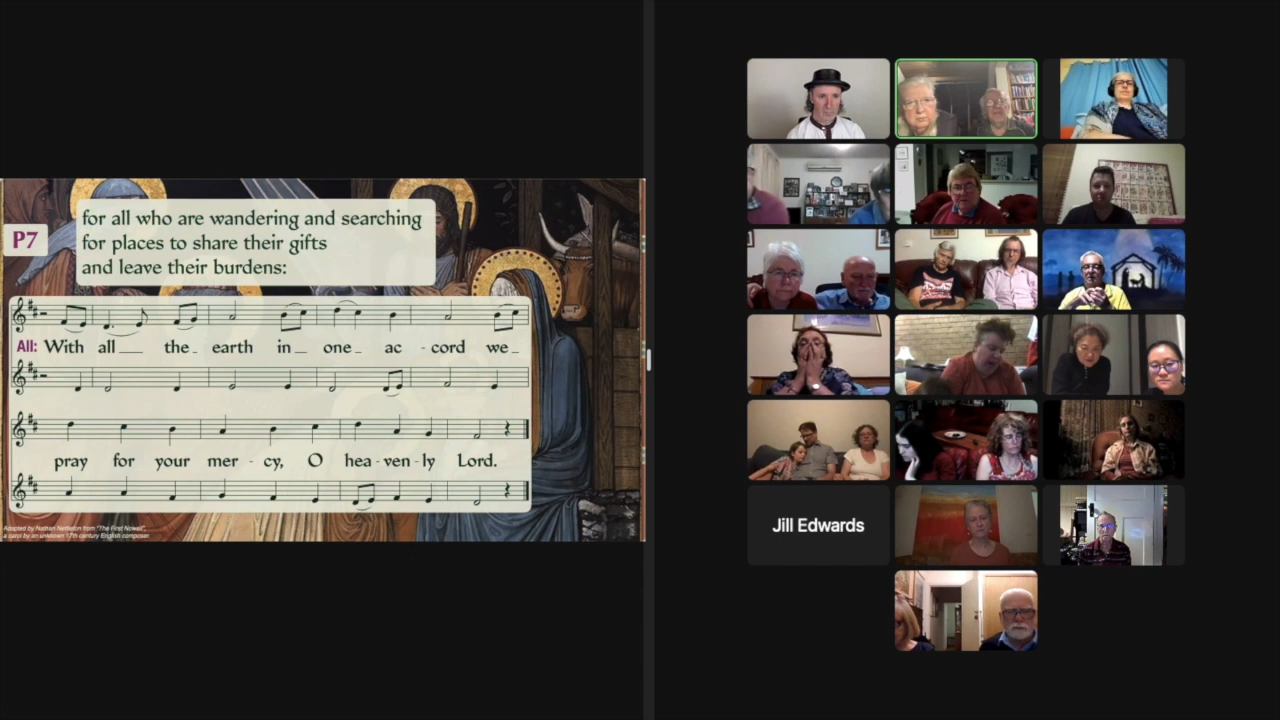 P7
for all who are wandering and searching
for places to share their gifts
and leave their burdens:
All: With all the earth in one ac - cord we
pray for your mer - cy, O hea - ven - ly Lord.
Adapted by Nathan Nettleton from "The First Nowell",
a carol by an unknown 17th century English composer.
Jill Edwards